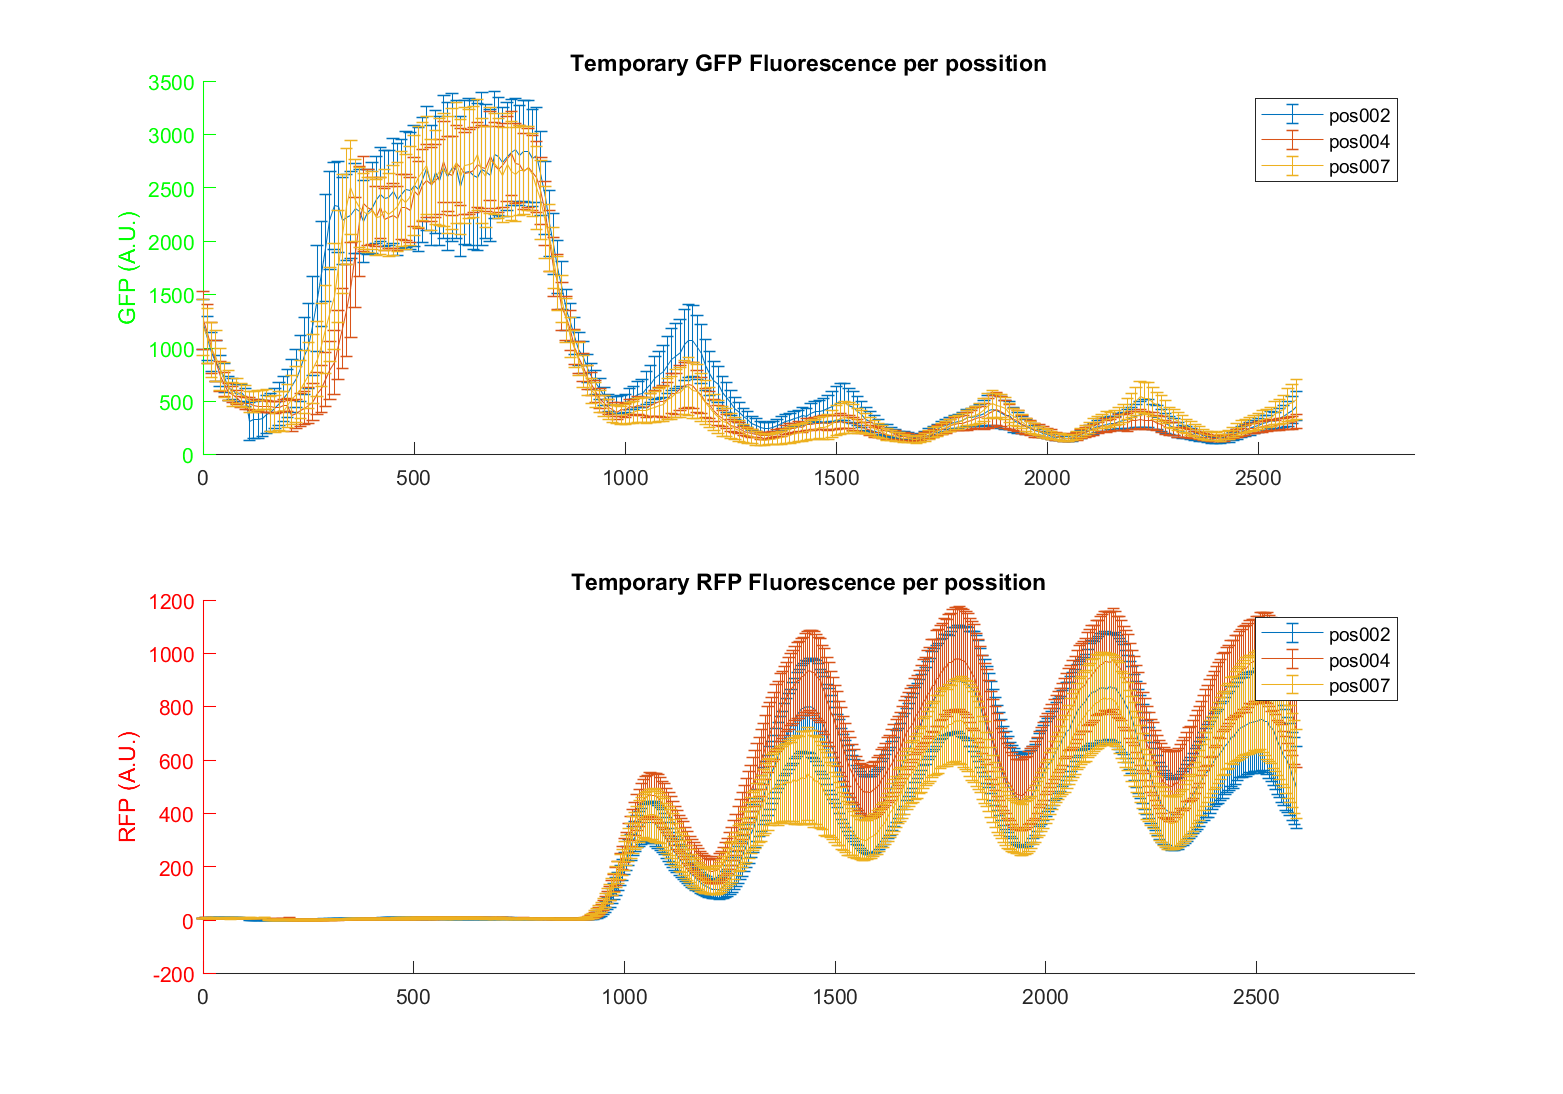 Temporary GFP Fluorescence per possition
GFP (A.U.)
3500
3000
2500
2000
1500
1000
500
0
0 500 1000 1500 2000 2500
pos002
pos004
pos007
Temporary RFP Fluorescence per possition
RFP (A.U.)
1200
1000
800
600
400
200
0
-200
0 500 1000 1500 2000 2500
pos002
pos004
pos007